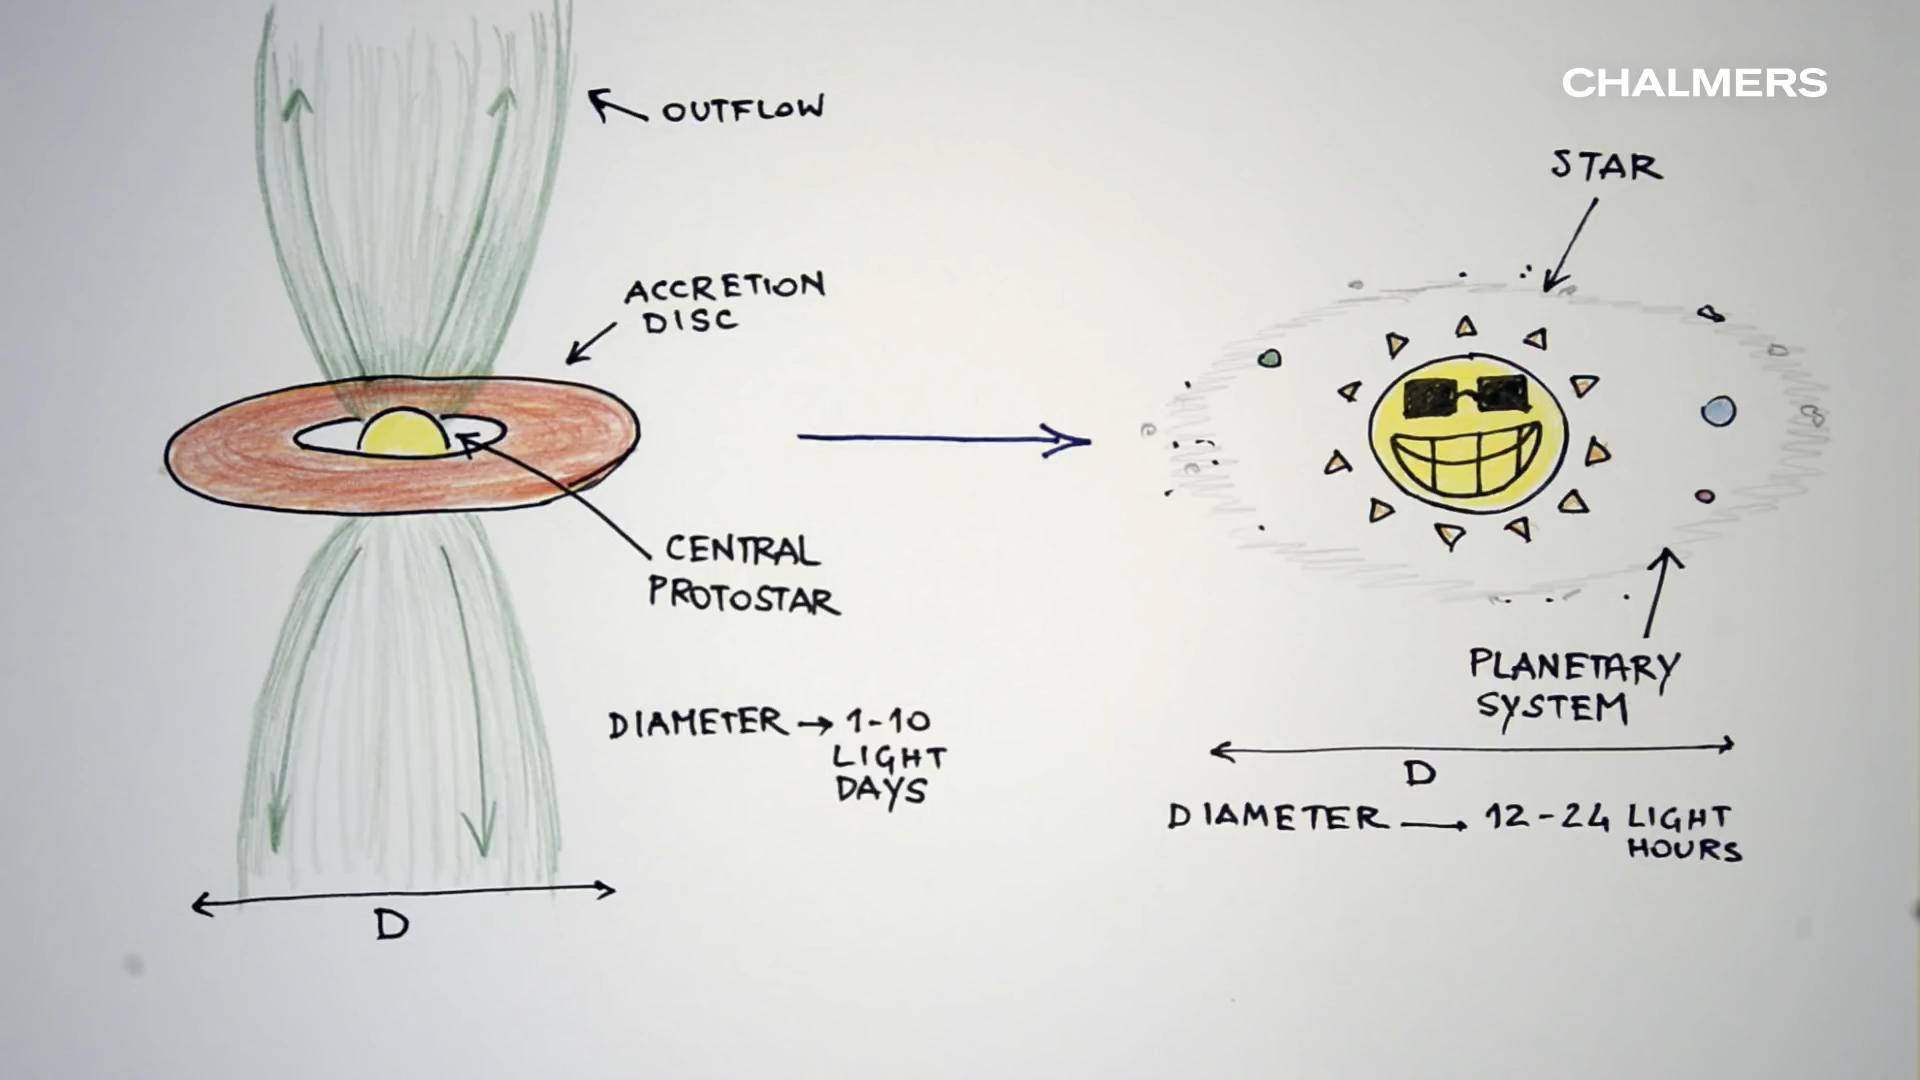 CHALMERS
OUTFLOW
STAR
ACCRETION
DISC
CENTRAL
PROTOSTAR
PLANETARY
SYSTEM
DIAMETER → 1-10
LIGHT
DAYS
D
DIAMETER → 12-24 LIGHT
HOURS
D